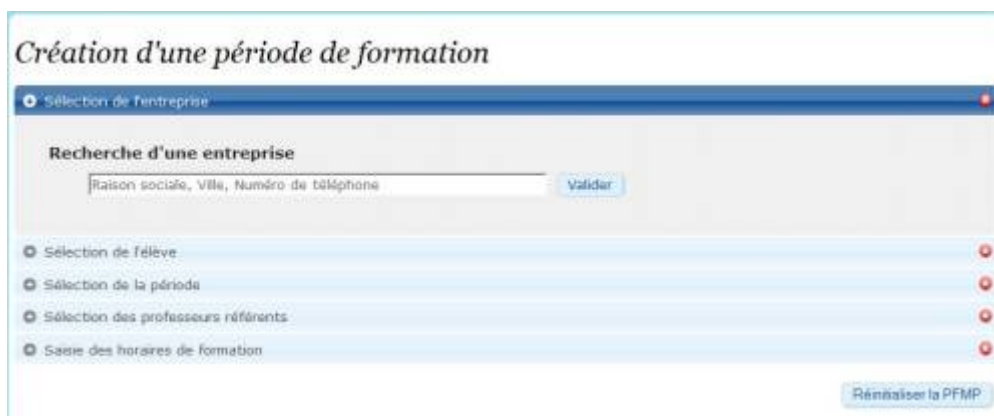 Création d'une période de formation
Sélection de l'entreprise
Recherche d'une entreprise
Raison sociale, Ville, Numéro de téléphone
Valider
Sélection de l'élève
Sélection de la période
Sélection des professeurs référents
Saisie des horaires de formation
Réinitialiser la PFMP